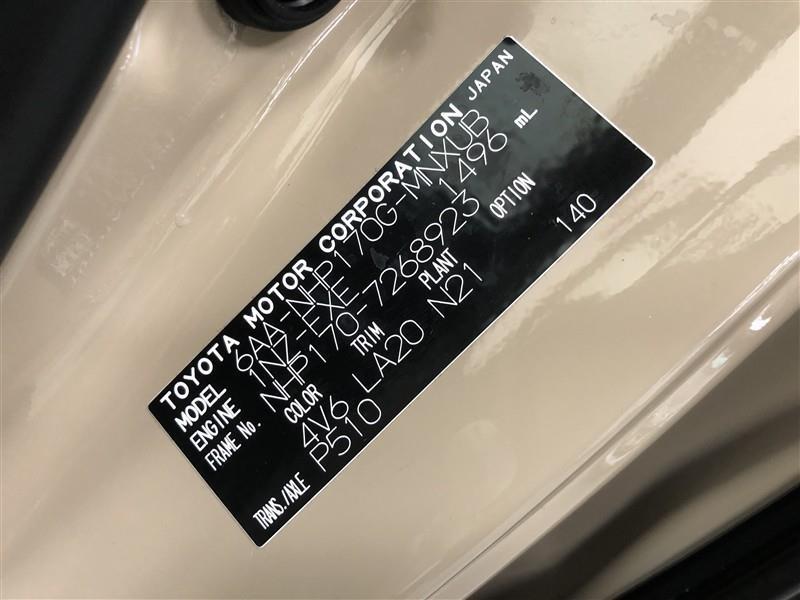 TOYOTA MOTOR CORPORATION JAPAN
MODEL 6AA-NHP170G-MNXUB
ENGINE 1NZ-EXE 1496 mL
FRAME No. NHP170-7268923
COLOR TRIM PLANT OPTION
4V6 LA20 N21 140
TRANS./AXLE P510